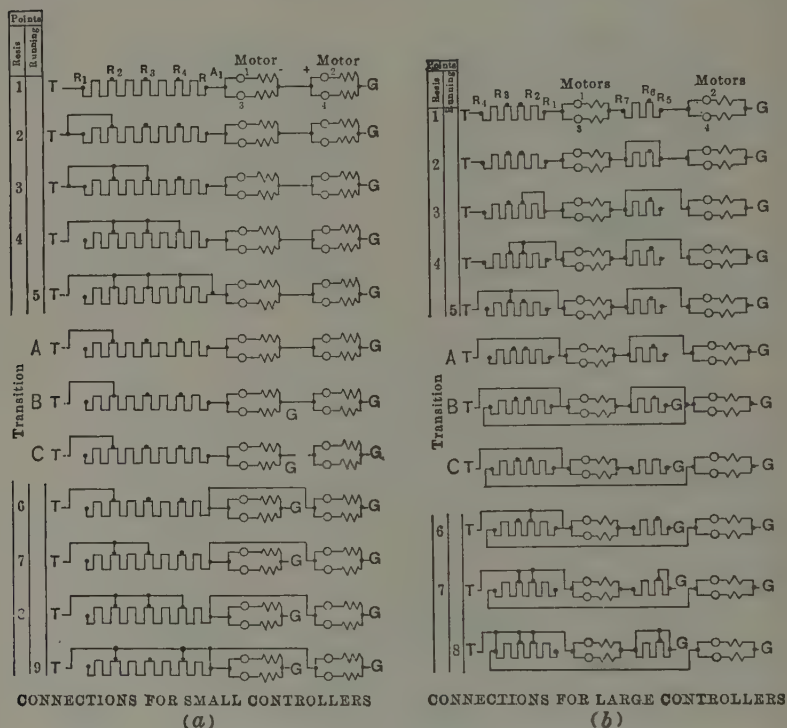 Points
Resis
Running
R1 R2 R3 R4 R A1 Motor Motor
1 T 1 - + 2 G
3 4
2 T G
3 T G
4 T G
5 T G
Transition
A T G
B T G G
C T G G
6 T G G
7 T G G
T G G
9 T G G
CONNECTIONS FOR SMALL CONTROLLERS
(a)
Points
Resis
Running
R4 R3 R2 R1 Motors R7 R6 R5 Motors
1 T 1 2 G
3 4
2 T G
3 T G
4 T G
5 T G
Transition
A T G
B T G G
C T G G
6 T G G
7 T G G
8 T G G
CONNECTIONS FOR LARGE CONTROLLERS
(b)